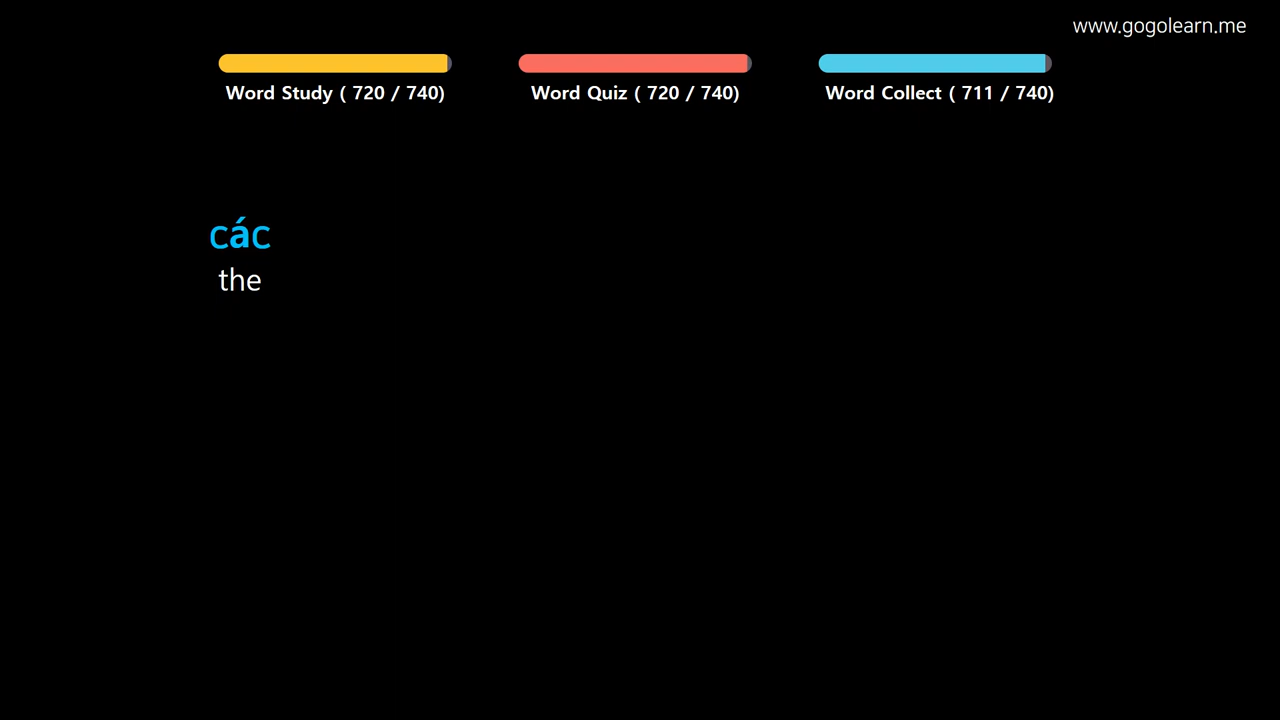 www.gogolearn.me
Word Study ( 720 / 740)
Word Quiz ( 720 / 740)
Word Collect ( 711 / 740)
các
the